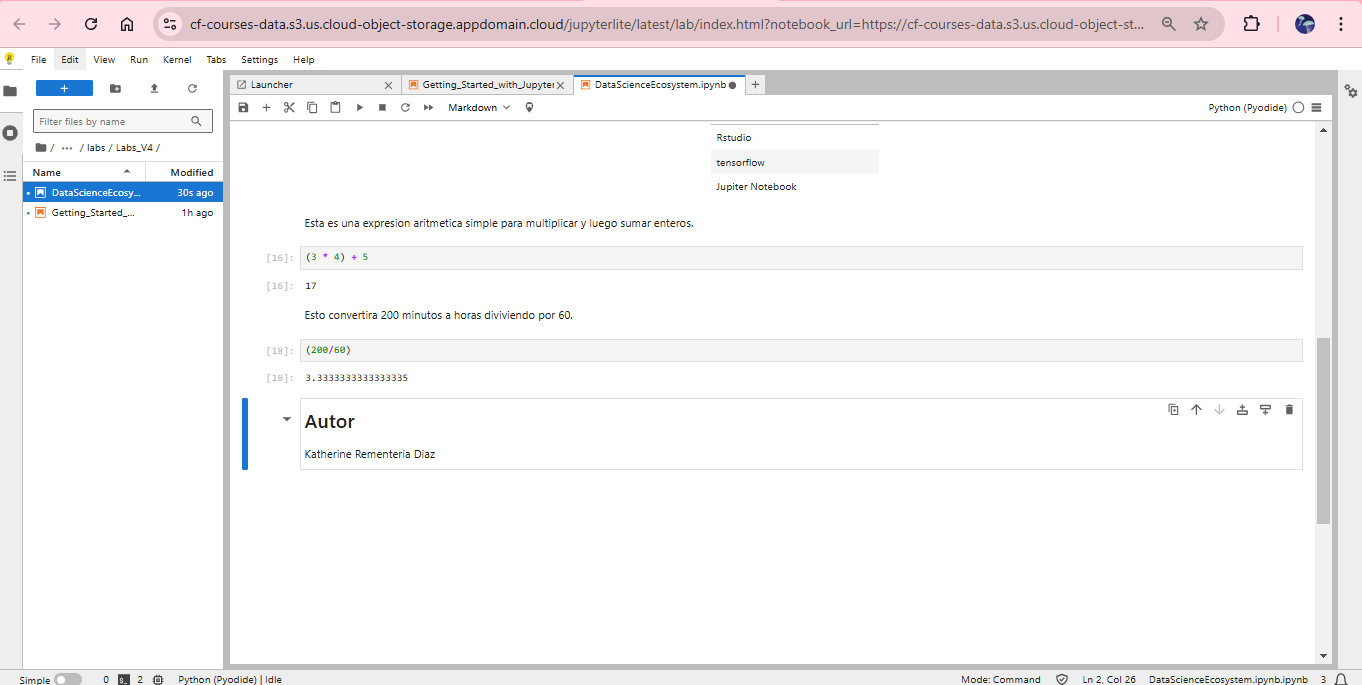 cf-courses-data.s3.us.cloud-object-storage.appdomain.cloud/jupyterlite/latest/lab/index.html?notebook_url=https://cf-courses-data.s3.us.cloud-object-st...
File Edit View Run Kernel Tabs Settings Help
Launcher
Getting_Started_with_Jupyter
DataScienceEcosystem.ipynb
Markdown
Python (Pyodide)
Filter files by name
/ ... / labs / Labs_V4 /
Name Modified
DataScienceEcosy... 30s ago
Getting_Started_... 1h ago
Rstudio
tensorflow
Jupiter Notebook
Esta es una expresion aritmetica simple para multiplicar y luego sumar enteros.
[16]: (3 * 4) + 5
[16]: 17
Esto convertira 200 minutos a horas diviviendo por 60.
[18]: (200/60)
[18]: 3.3333333333333335
Autor
Katherine Rementeria Diaz
Simple 0 2 Python (Pyodide) | Idle Mode: Command Ln 2, Col 26 DataScienceEcosystem.ipynb.ipynb 3